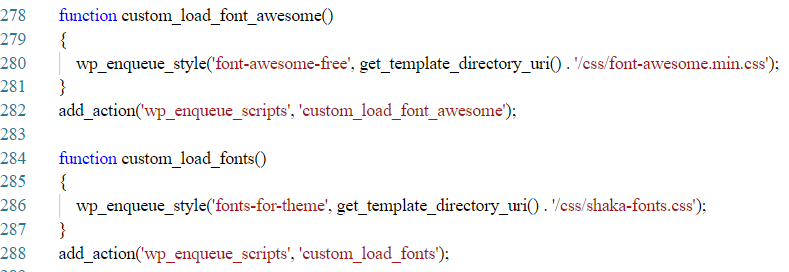 278 function custom_load_font_awesome()
279 {
280 wp_enqueue_style('font-awesome-free', get_template_directory_uri() . '/css/font-awesome.min.css');
281 }
282 add_action('wp_enqueue_scripts', 'custom_load_font_awesome');
283
284 function custom_load_fonts()
285 {
286 wp_enqueue_style('fonts-for-theme', get_template_directory_uri() . '/css/shaka-fonts.css');
287 }
288 add_action('wp_enqueue_scripts', 'custom_load_fonts');